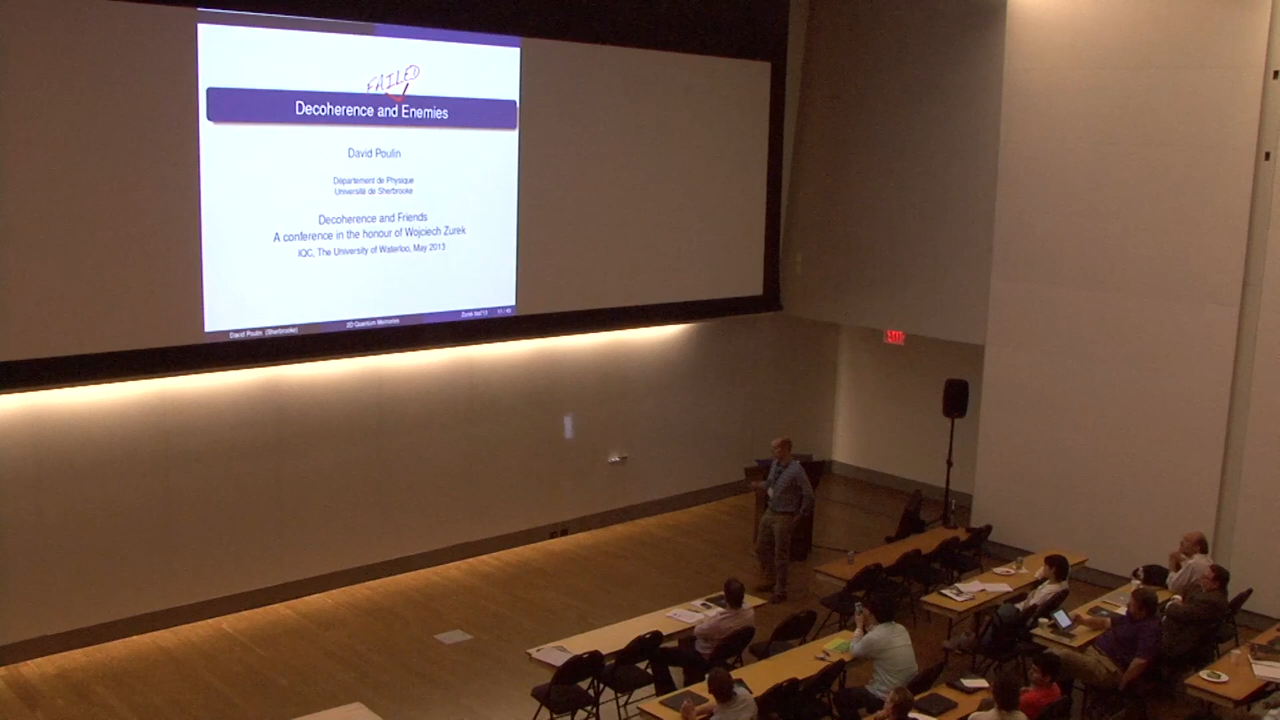 FAILED
Decoherence and Enemies
David Poulin
Département de Physique
Université de Sherbrooke
Decoherence and Friends
A conference in the honour of Wojciech Zurek
IQC, The University of Waterloo, May 2013
David Poulin (Sherbrooke)
2D Quantum Memories
EXIT